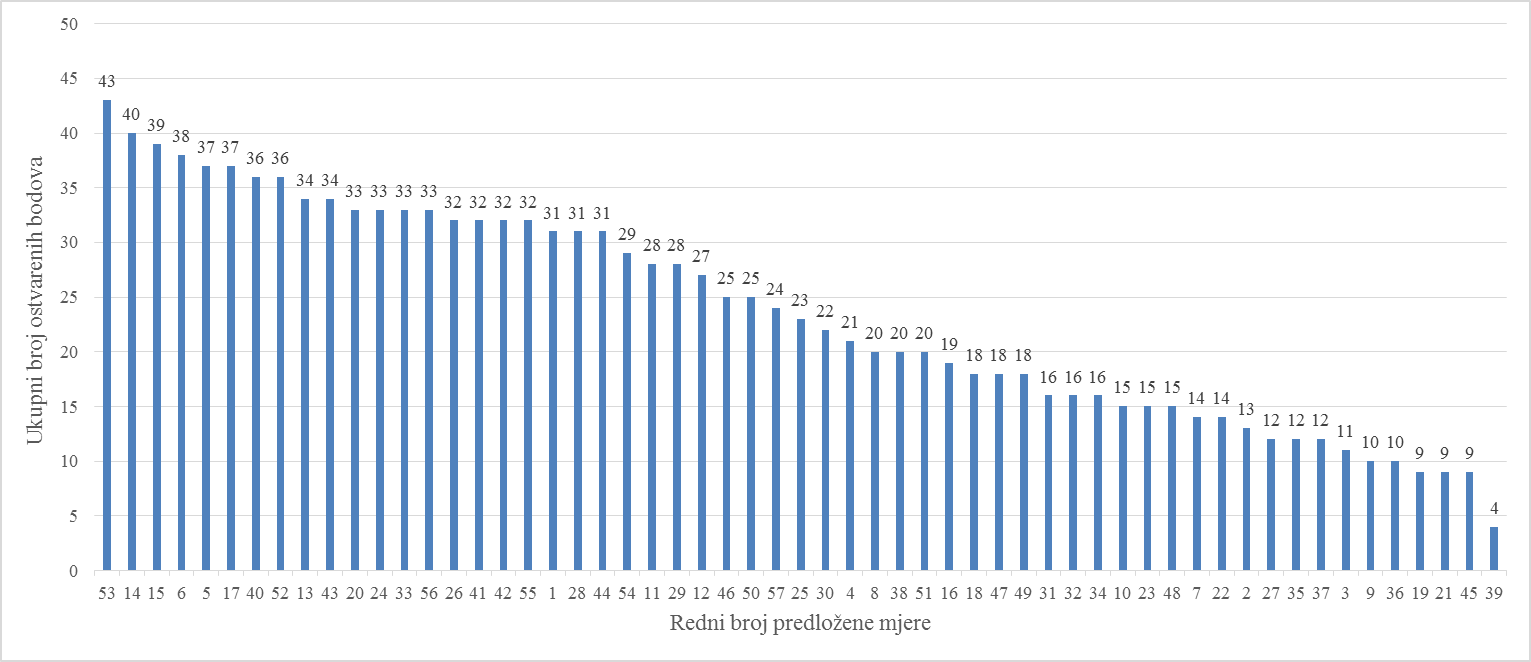 Ukupni broj ostvarenih bodova
50
45
40
35
30
25
20
15
10
5
0
43 40 39 38 37 37 36 36 34 34 33 33 33 33 32 32 32 32 31 31 31 29 28 28 27 25 25 24 23 22 21 20 20 20 19 18 18 18 16 16 16 15 15 15 14 14 13 12 12 12 11 10 10 9 9 9 4
53 14 15 6 5 17 40 52 13 43 20 24 33 56 26 41 42 55 1 28 44 54 11 29 12 46 50 57 25 30 4 8 38 51 16 18 47 49 31 32 34 10 23 48 7 22 2 27 35 37 3 9 36 19 21 45 39
Redni broj predložene mjere